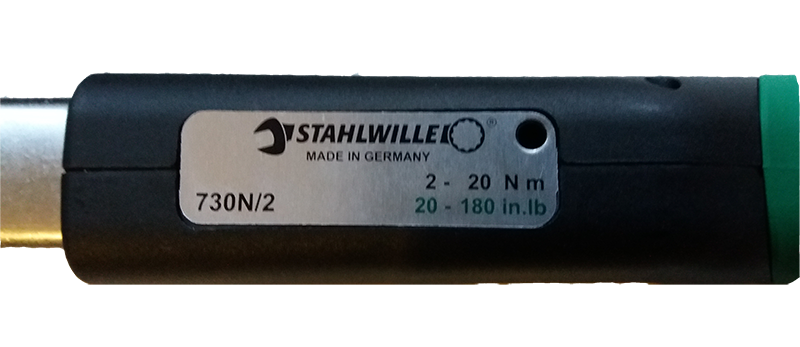 STAHLWILLE ®
MADE IN GERMANY
730N/2
2 - 20 N m
20 - 180 in.lb